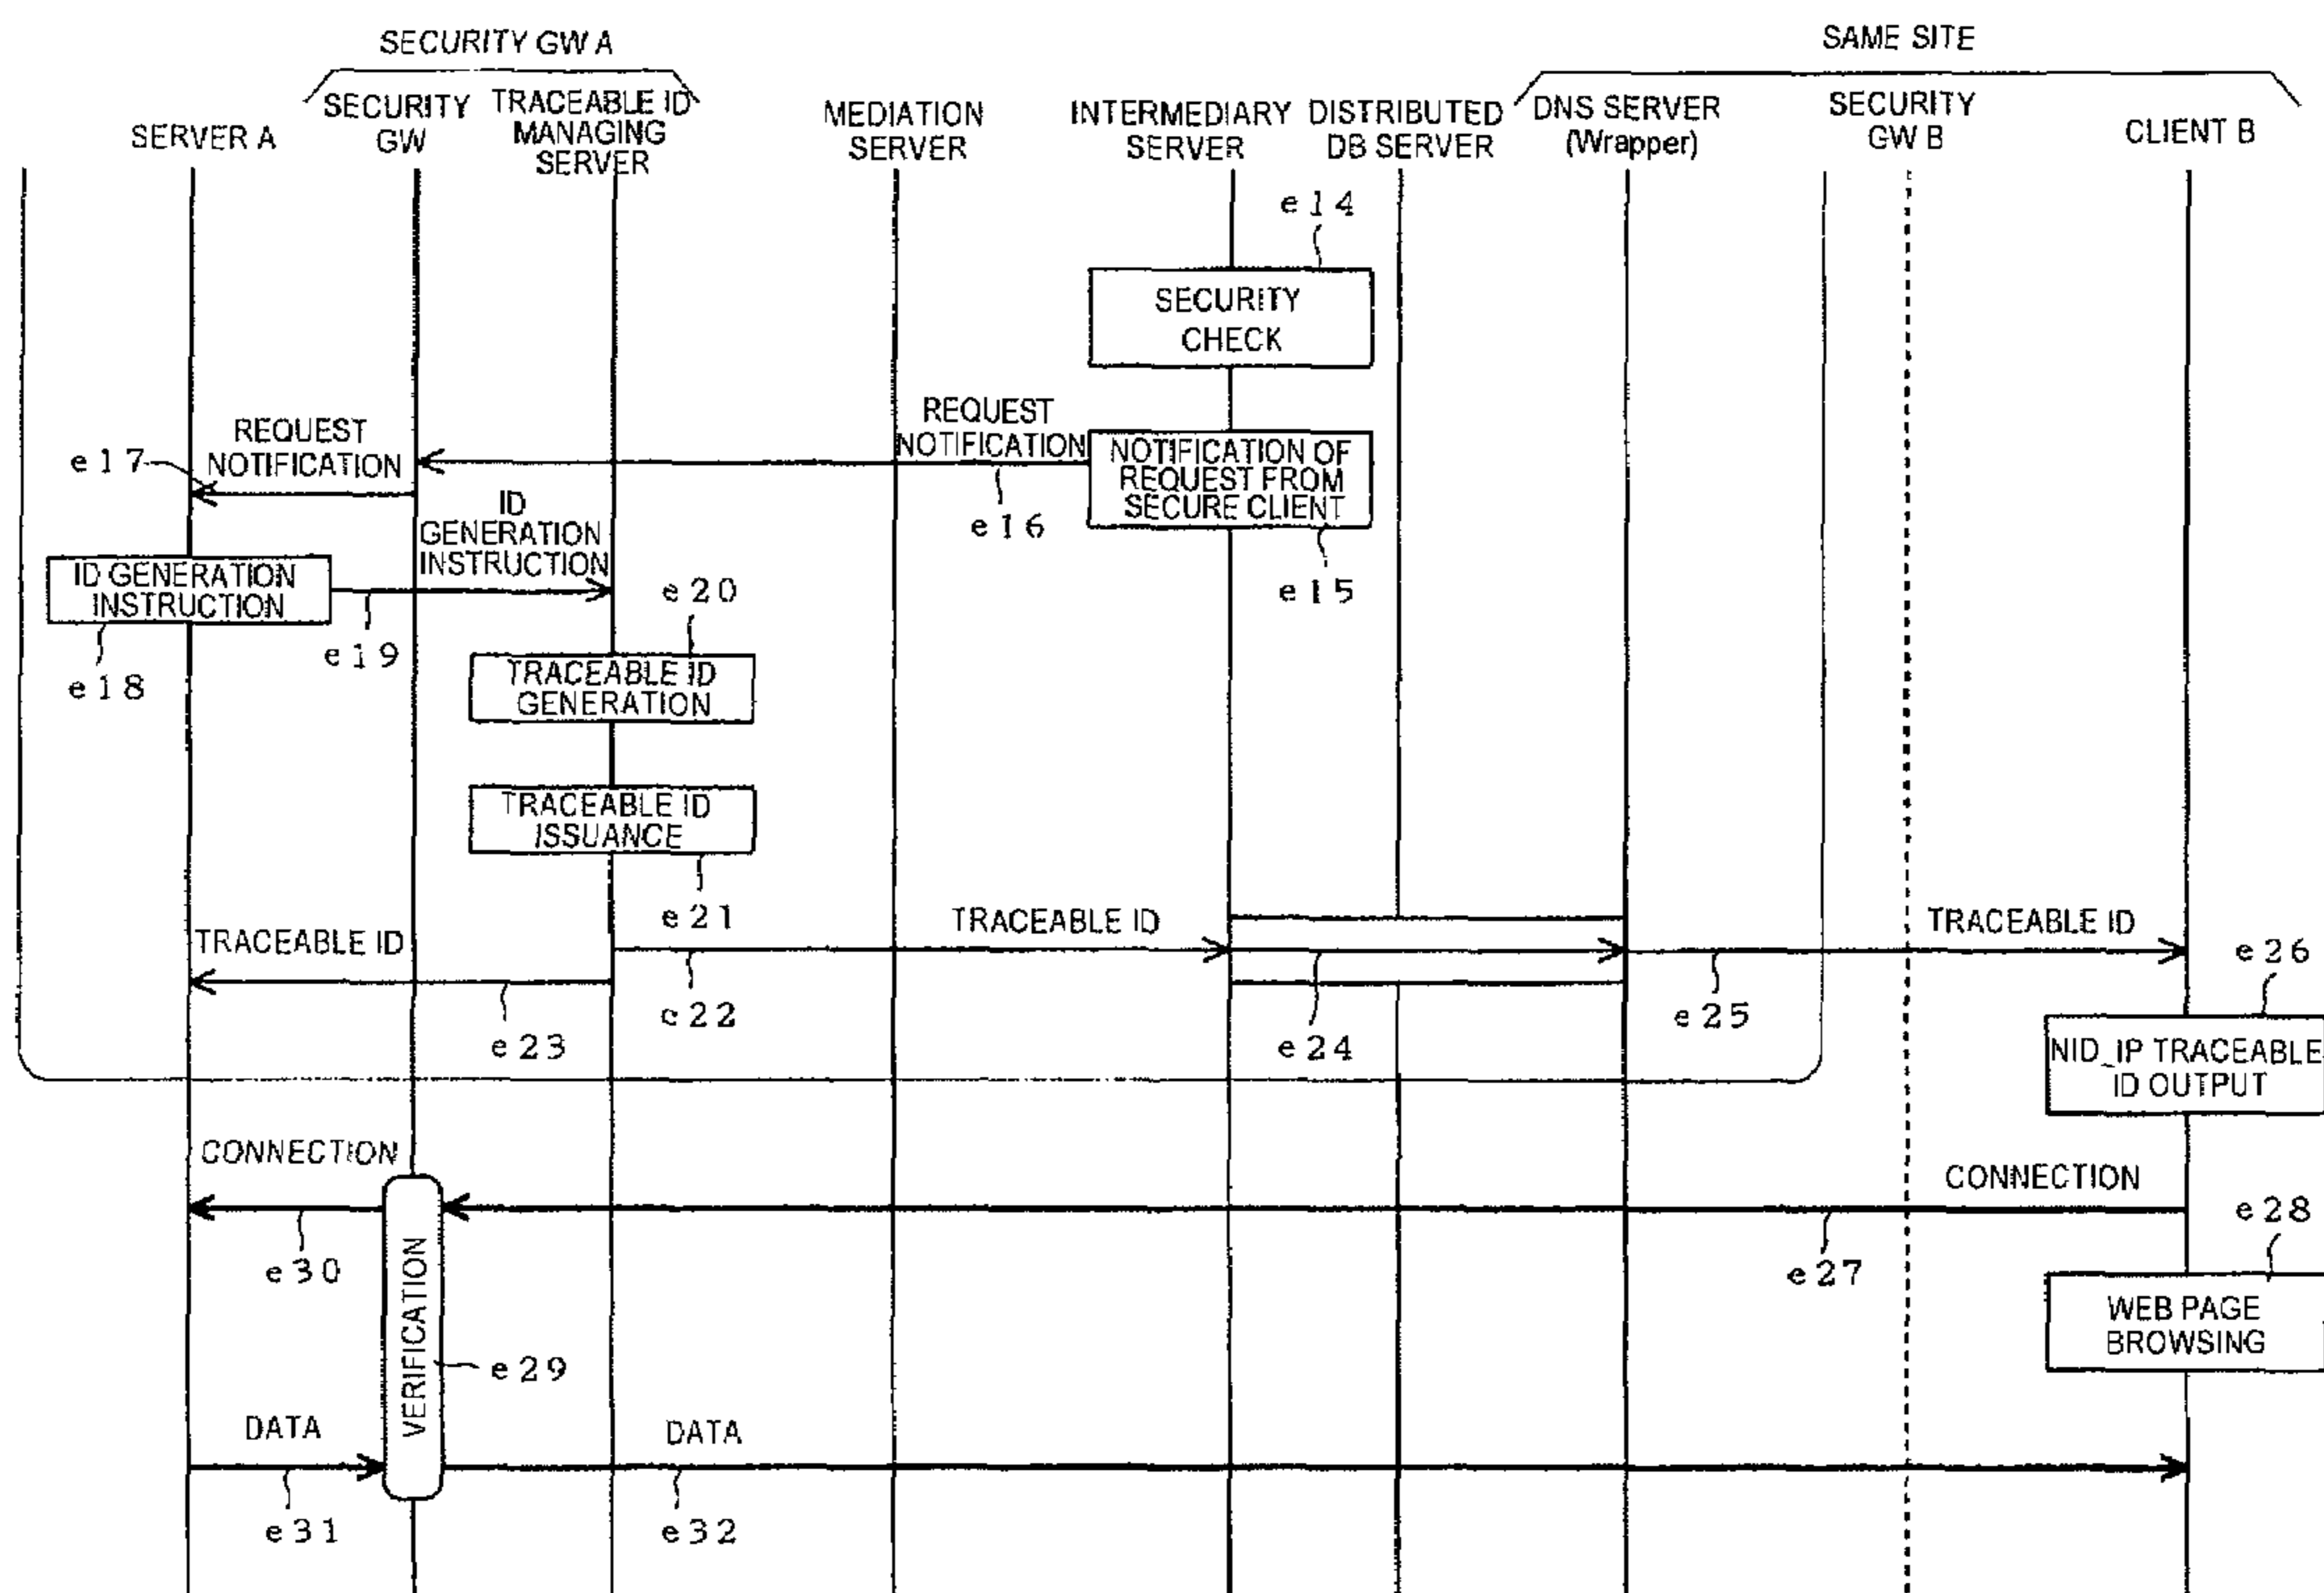 SECURITY GW A
SAME SITE
SERVER A
SECURITY
GW
TRACEABLE ID
MANAGING
SERVER
MEDIATION
SERVER
INTERMEDIARY
SERVER
DISTRIBUTED
DB SERVER
DNS SERVER
(Wrapper)
SECURITY
GW B
CLIENT B
e14
SECURITY
CHECK
REQUEST
NOTIFICATION
e17
REQUEST
NOTIFICATION
e16
NOTIFICATION OF
REQUEST FROM
SECURE CLIENT
e15
ID
GENERATION
INSTRUCTION
ID GENERATION
INSTRUCTION
e18
e19
e20
TRACEABLE ID
GENERATION
TRACEABLE ID
ISSUANCE
e21
TRACEABLE ID
TRACEABLE ID
TRACEABLE ID
e22
e23
e24
e25
e26
NID_IP TRACEABLE
ID OUTPUT
CONNECTION
CONNECTION
e30
e27
e28
WEB PAGE
BROWSING
VERIFICATION
e29
DATA
DATA
e31
e32